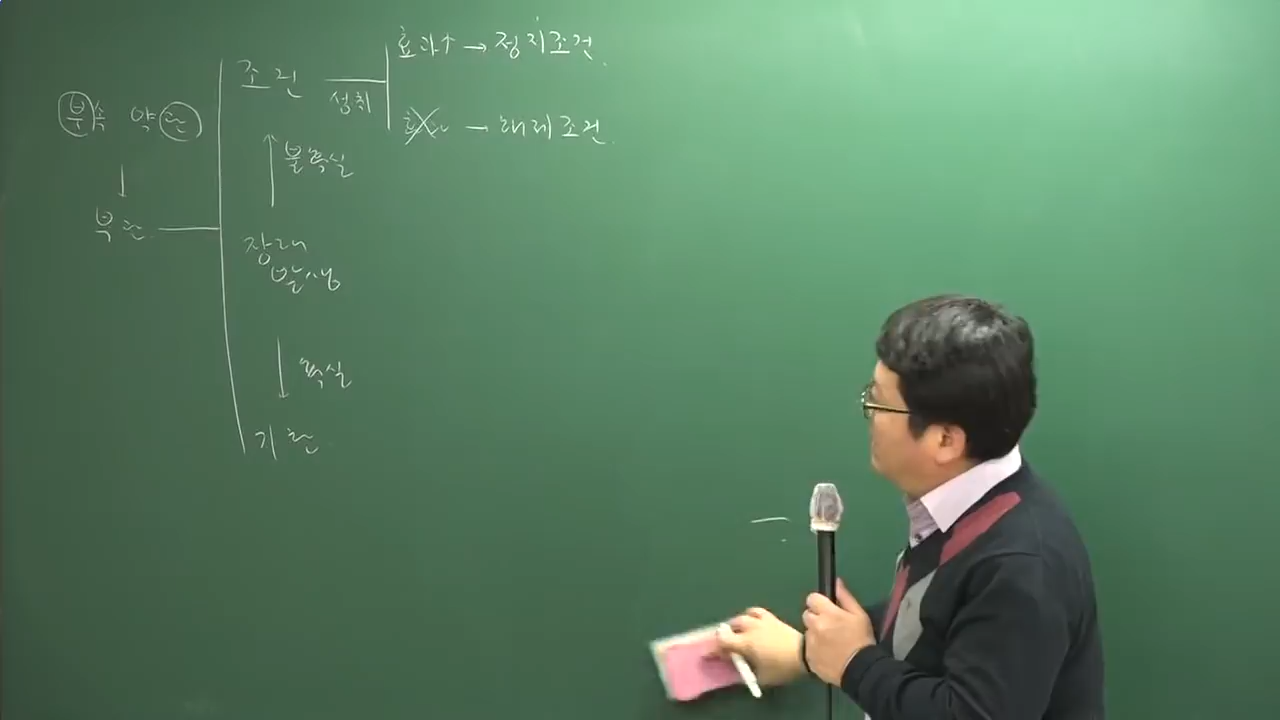 효과↑ → 정지조건.
조건 성취
효과 → 해제조건.
부속 약관
불확실
부관.
장래
발생
확실
기한.